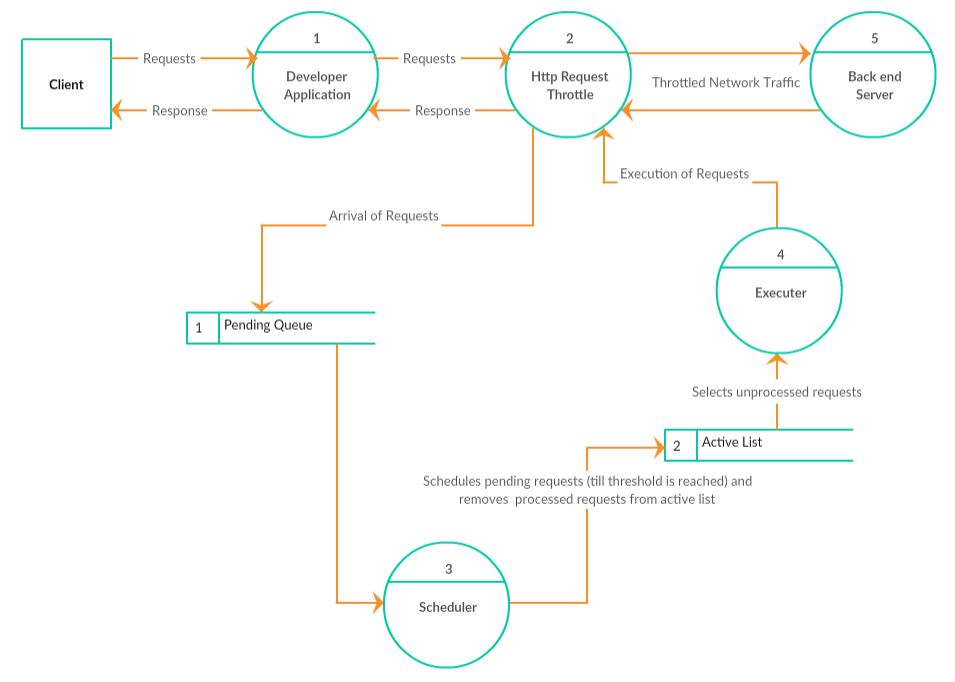 1
2
5
Requests
Requests
Client
Developer
Application
Http Request
Throttle
Throttled Network Traffic
Back end
Server
Response
Response
Execution of Requests
Arrival of Requests
4
Executer
1
Pending Queue
Selects unprocessed requests
2
Active List
Schedules pending requests (till threshold is reached) and
removes processed requests from active list
3
Scheduler